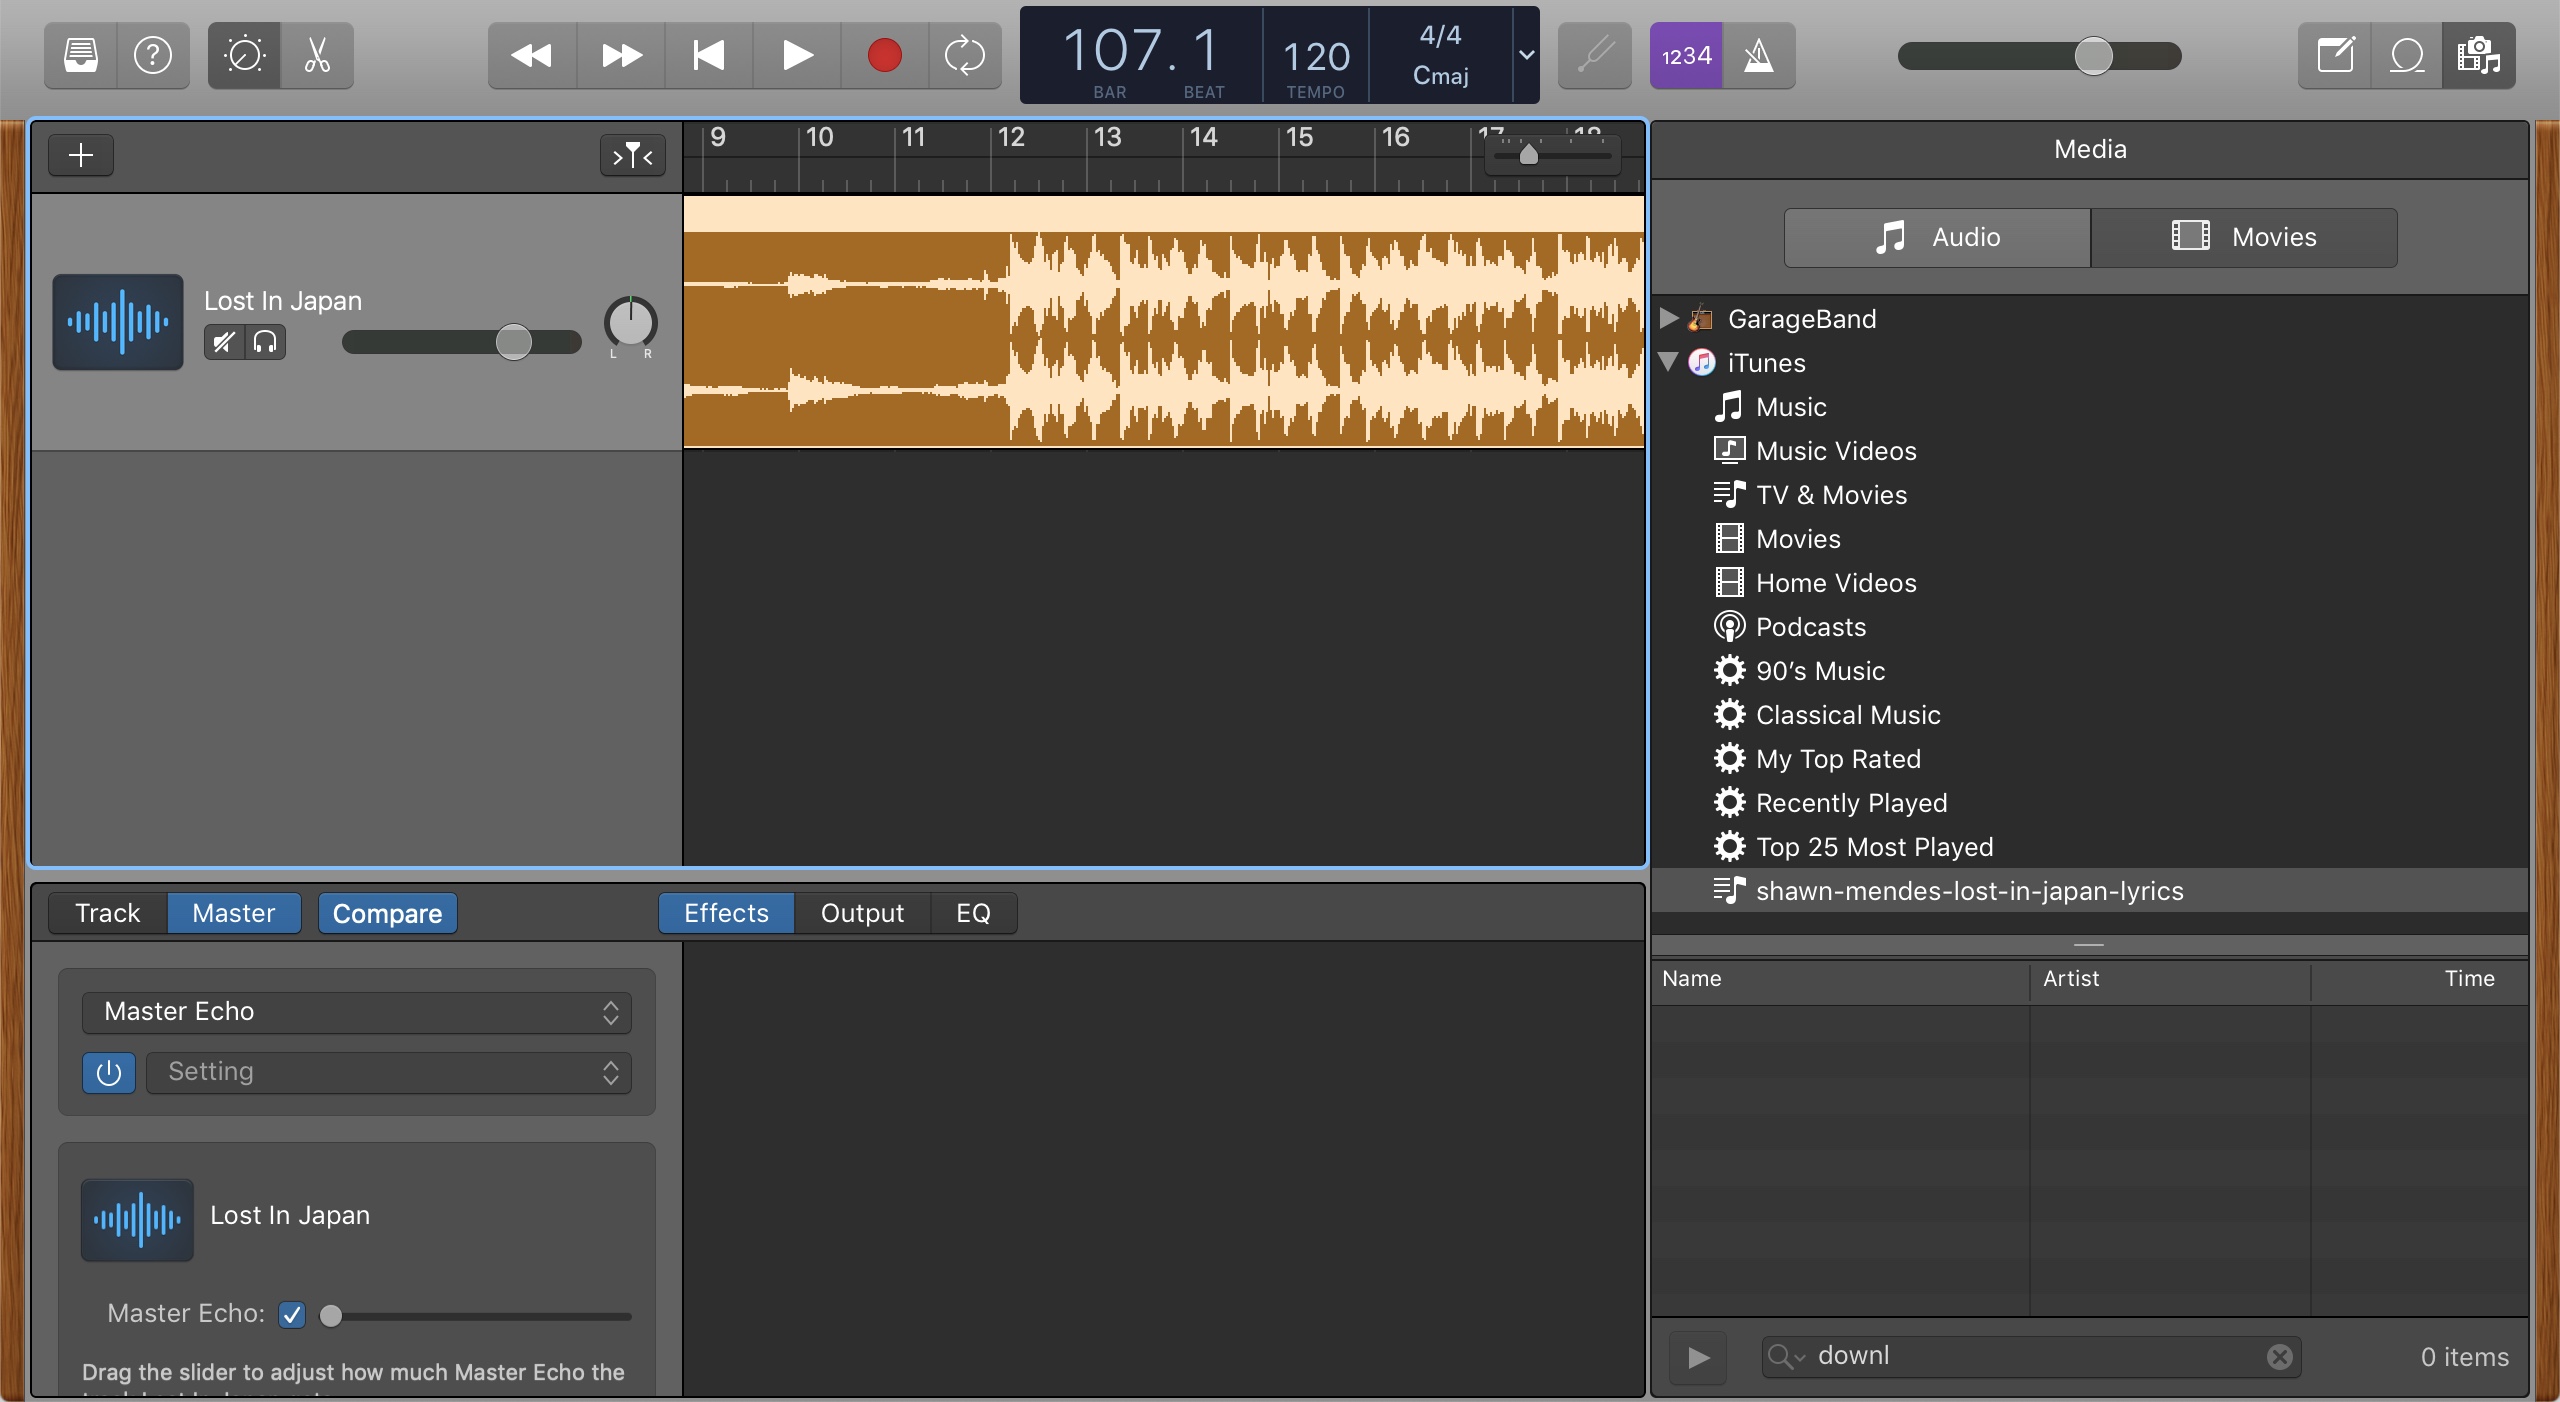 107. 1
BAR BEAT
120
TEMPO
4/4
Cmaj
1234
9 10 11 12 13 14 15 16 17 18
Lost In Japan
L R
Media
Audio Movies
GarageBand
iTunes
Music
Music Videos
TV & Movies
Movies
Home Videos
Podcasts
90’s Music
Classical Music
My Top Rated
Recently Played
Top 25 Most Played
shawn-mendes-lost-in-japan-lyrics
Track Master Compare Effects Output EQ
Master Echo
Setting
Lost In Japan
Master Echo:
Drag the slider to adjust how much Master Echo the
Name Artist Time
downl
0 items